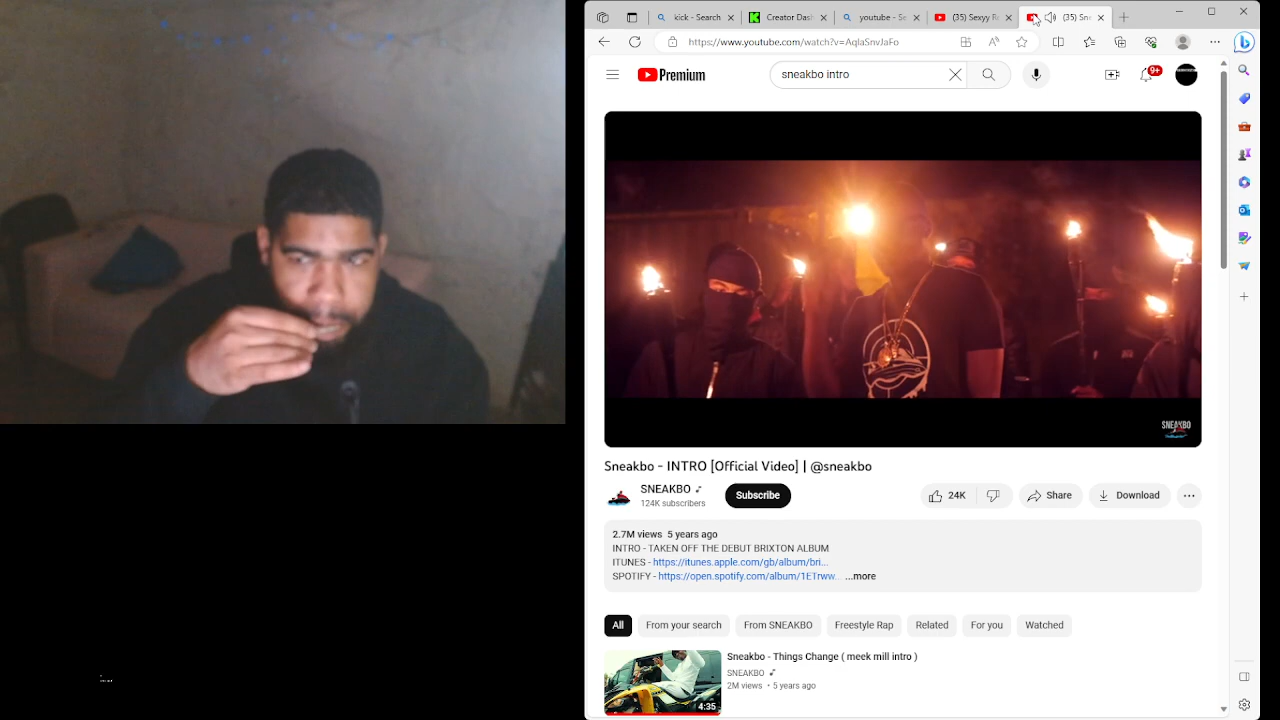 kick - Search
Creator Das
youtube - Se
(35) Sexyy R
(35) Sne
https://www.youtube.com/watch?v=AqIaSnvJaFo
Premium
sneakbo intro
9+
SNEAKBO
Sneakbo - INTRO [Official Video] | @sneakbo
SNEAKBO
124K subscribers
Subscribe
24K
Share
Download
2.7M views 5 years ago
INTRO - TAKEN OFF THE DEBUT BRIXTON ALBUM
ITUNES - https://itunes.apple.com/gb/album/bri...
SPOTIFY - https://open.spotify.com/album/1ETrww... ...more
All
From your search
From SNEAKBO
Freestyle Rap
Related
For you
Watched
Sneakbo - Things Change ( meek mill intro )
SNEAKBO
2M views • 5 years ago
4:35